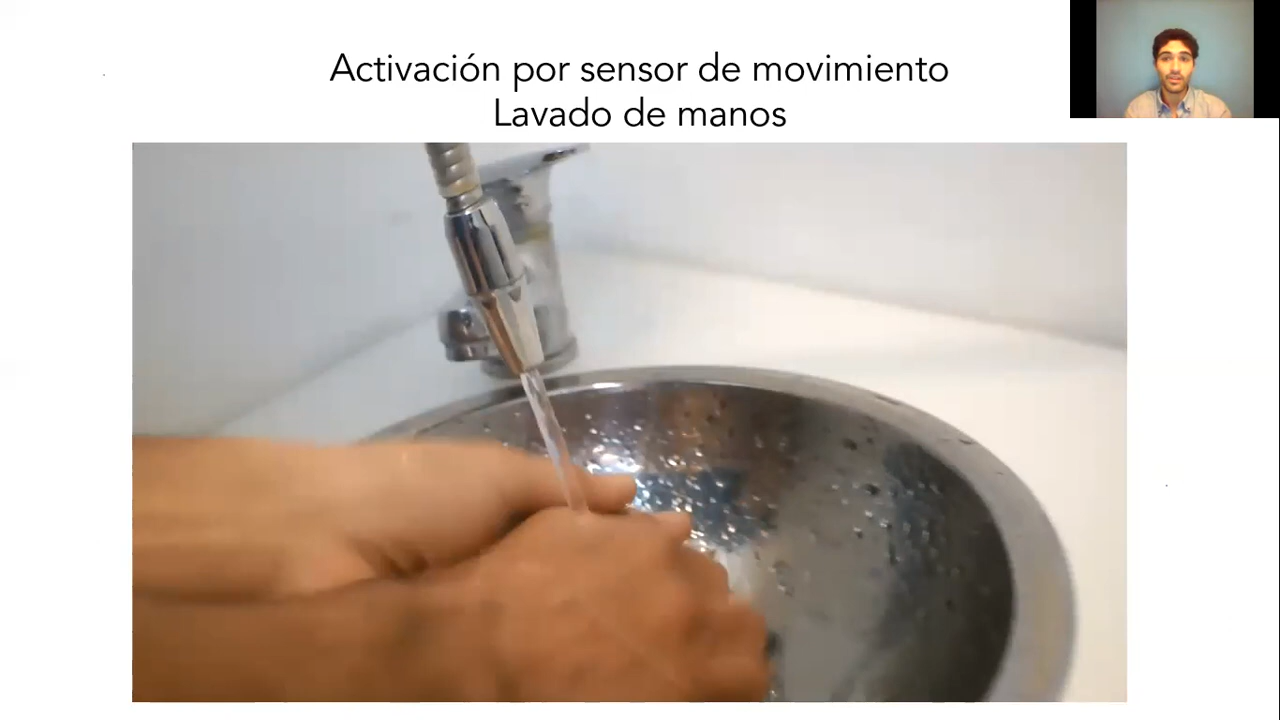 Activación por sensor de movimiento
Lavado de manos